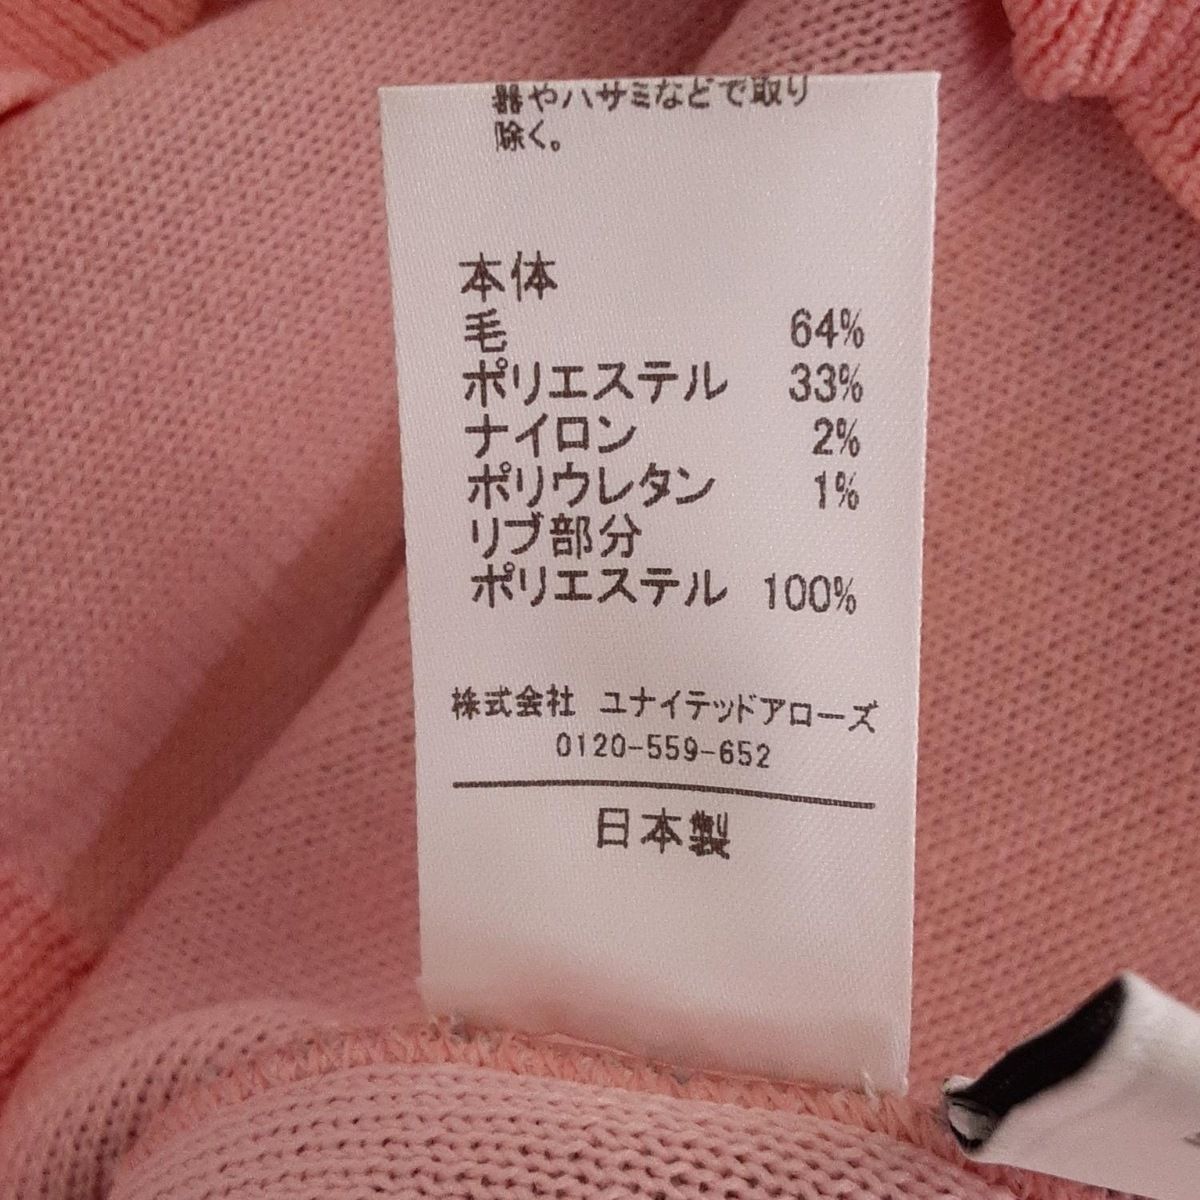 器やハサミなどで取り
除く。
本体
毛 64%
ポリエステル 33%
ナイロン 2%
ポリウレタン 1%
リブ部分
ポリエステル 100%
株式会社 ユナイテッドアローズ
0120-559-652
日本製